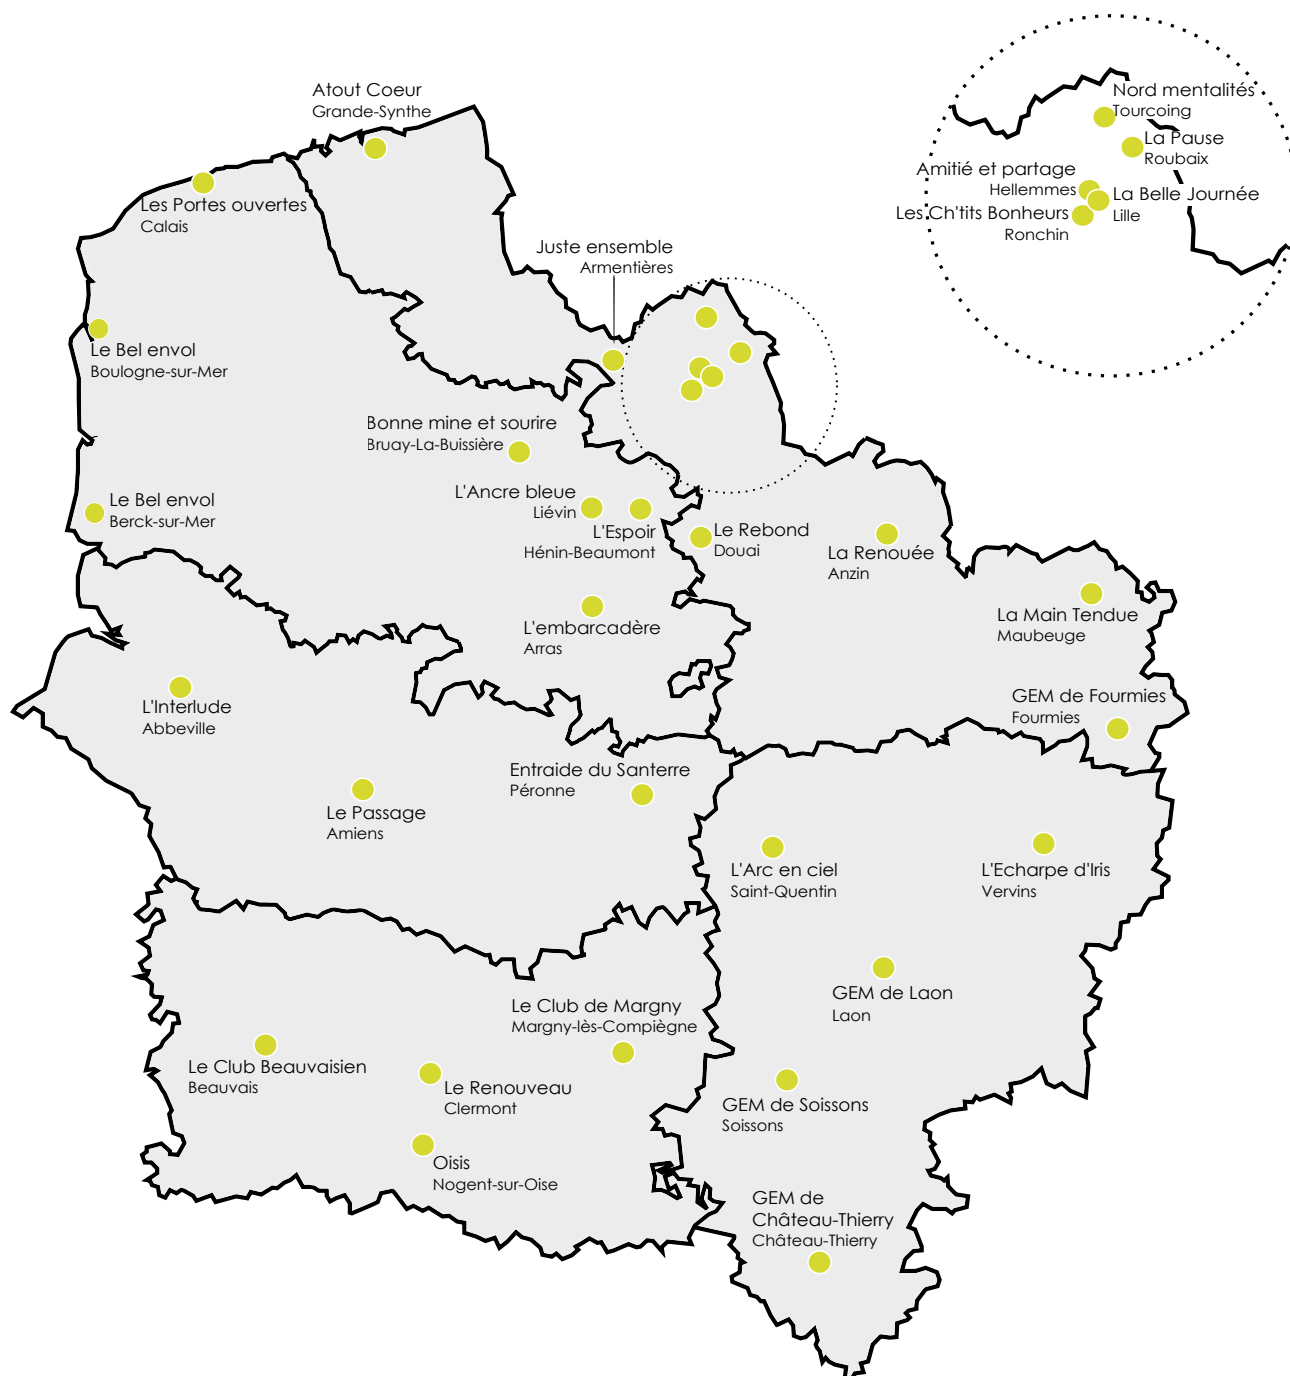 Atout Coeur
Grande-Synthe
Nord mentalités
Tourcoing
La Pause
Roubaix
Amitié et partage
Hellemmes
La Belle Journée
Lille
Les Ch'tits Bonheurs
Ronchin
Les Portes ouvertes
Calais
Juste ensemble
Armentières
Le Bel envol
Boulogne-sur-Mer
Bonne mine et sourire
Bruay-La-Buissière
L'Ancre bleue
Liévin
Le Bel envol
Berck-sur-Mer
L'Espoir
Hénin-Beaumont
Le Rebond
Douai
La Renouée
Anzin
La Main Tendue
Maubeuge
L'embarcadère
Arras
L'Interlude
Abbeville
GEM de Fourmies
Fourmies
Entraide du Santerre
Péronne
Le Passage
Amiens
L'Arc en ciel
Saint-Quentin
L'Echarpe d'Iris
Vervins
GEM de Laon
Laon
Le Club de Margny
Margny-lès-Compiègne
Le Club Beauvaisien
Beauvais
Le Renouveau
Clermont
GEM de Soissons
Soissons
Oisis
Nogent-sur-Oise
GEM de
Château-Thierry
Château-Thierry